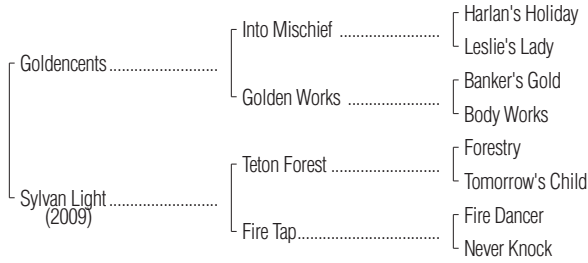 Harlan's Holiday
Into Mischief
Leslie's Lady
Goldencents
Banker's Gold
Golden Works
Body Works
Forestry
Teton Forest
Tomorrow's Child
Sylvan Light
(2009)
Fire Dancer
Fire Tap
Never Knock